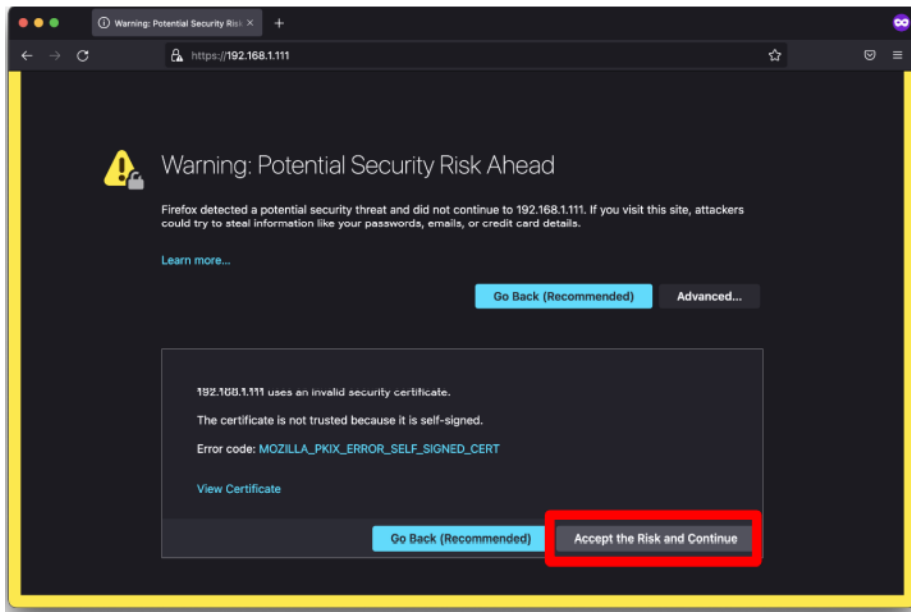 Warning: Potential Security Risk
https://192.168.1.111
Warning: Potential Security Risk Ahead
Firefox detected a potential security threat and did not continue to 192.168.1.111. If you visit this site, attackers
could try to steal information like your passwords, emails, or credit card details.
Learn more...
Go Back (Recommended) Advanced...
192.168.1.111 uses an invalid security certificate.
The certificate is not trusted because it is self-signed.
Error code: MOZILLA_PKIX_ERROR_SELF_SIGNED_CERT
View Certificate
Go Back (Recommended) Accept the Risk and Continue